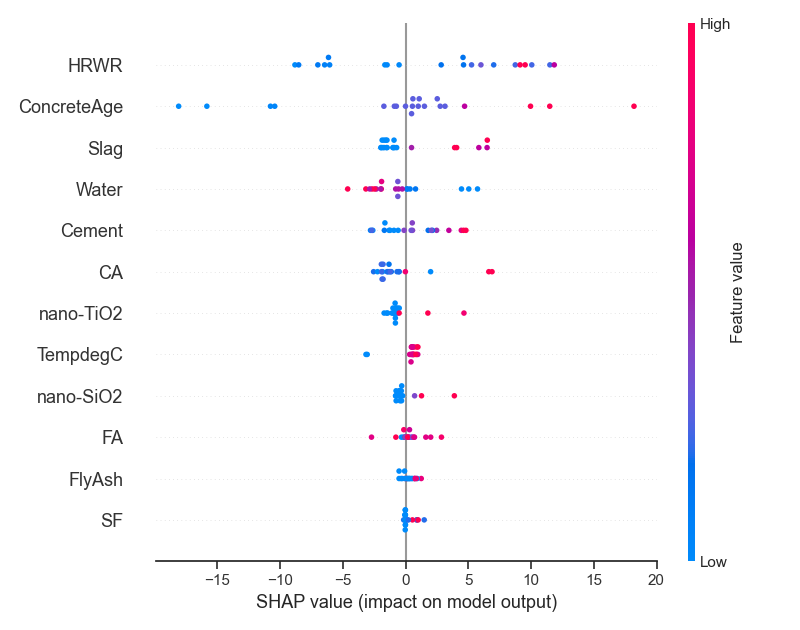 High
HRWR
ConcreteAge
Slag
Water
Cement
CA
nano-TiO2
TempdegC
nano-SiO2
FA
FlyAsh
SF
Feature value
Low
−15 −10 −5 0 5 10 15 20
SHAP value (impact on model output)